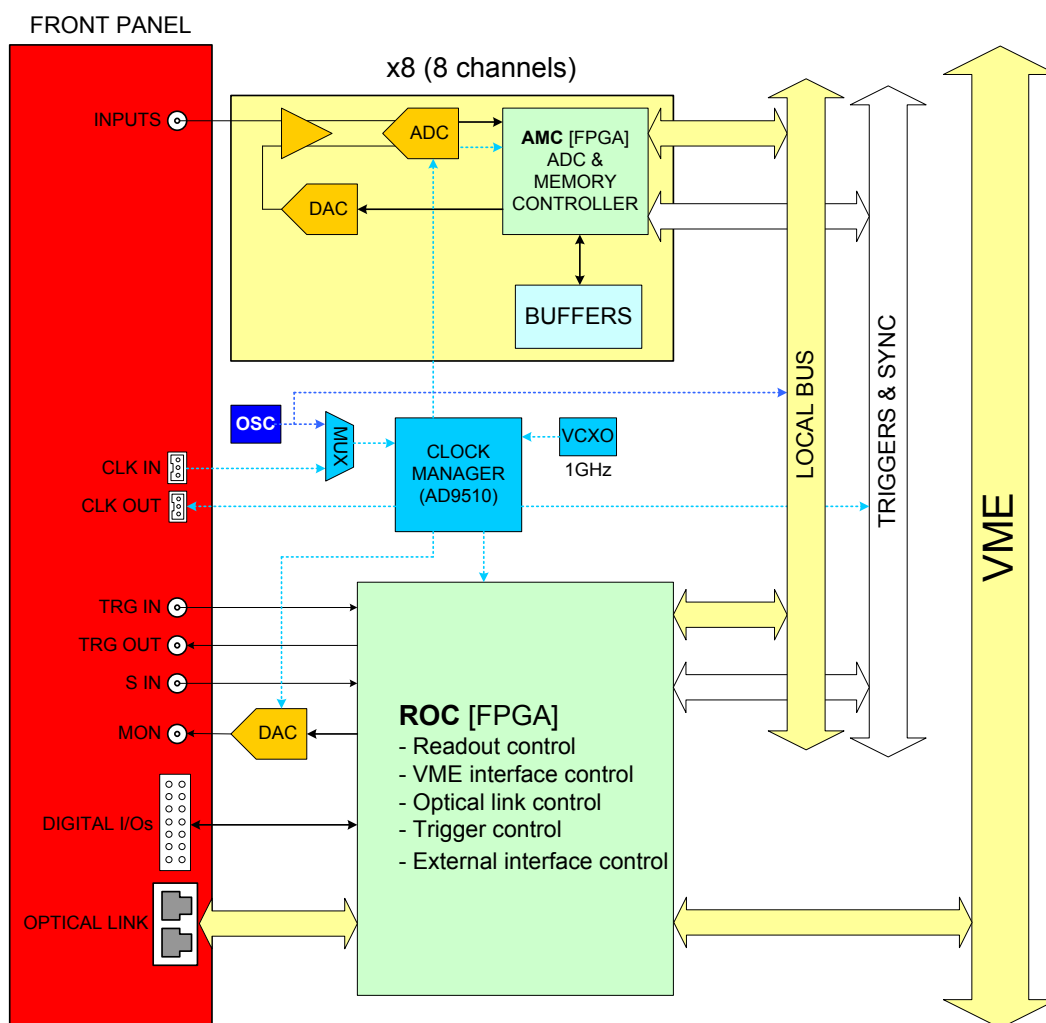 FRONT PANEL
x8 (8 channels)
INPUTS
ADC
AMC [FPGA]
ADC &
MEMORY
CONTROLLER
DAC
BUFFERS
OSC
MUX
CLOCK
MANAGER
(AD9510)
VCXO
1GHz
CLK IN
CLK OUT
LOCAL BUS
TRIGGERS & SYNC
VME
TRG IN
TRG OUT
S IN
MON
DAC
ROC [FPGA]
- Readout control
- VME interface control
- Optical link control
- Trigger control
- External interface control
DIGITAL I/Os
OPTICAL LINK